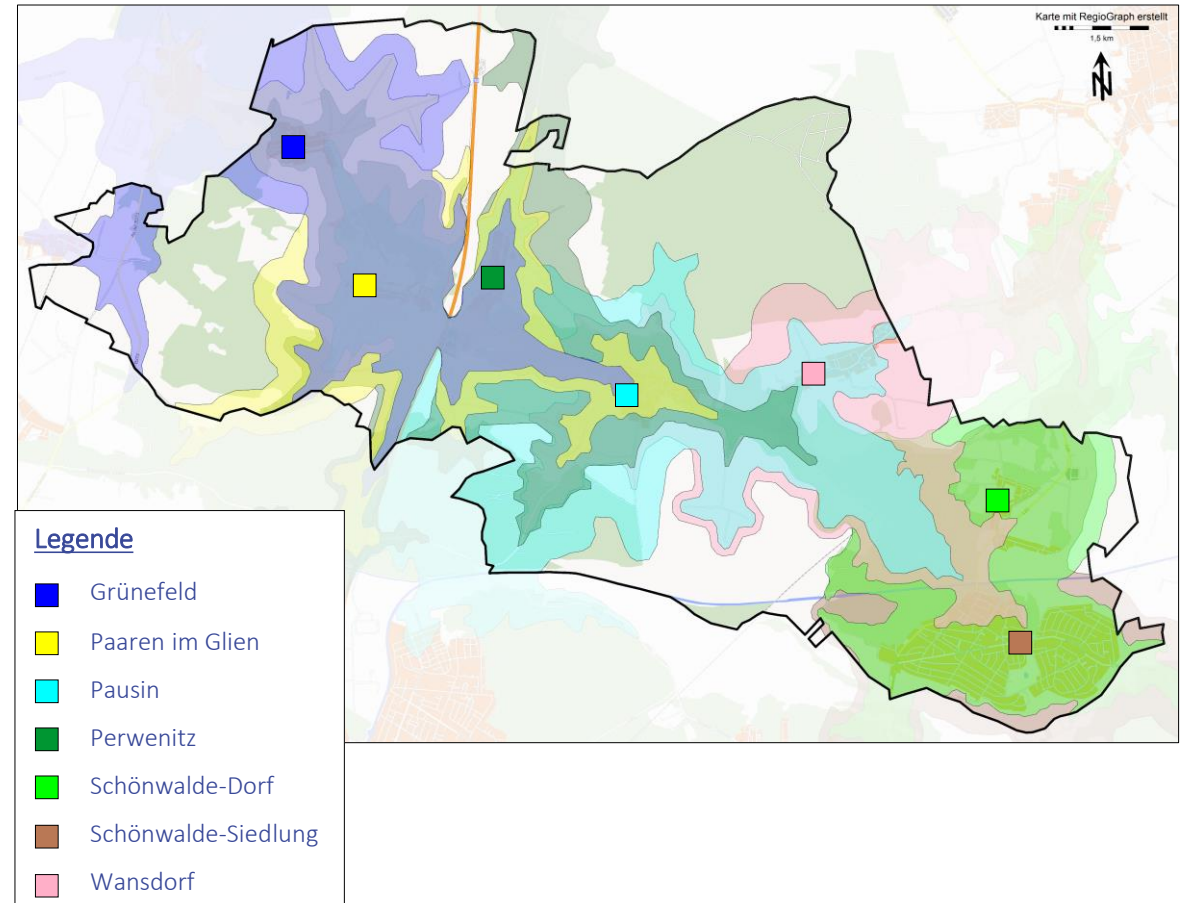 Karte mit RegioGraph erstellt
1,5 km
N
Legende
Grünefeld
Paaren im Glien
Pausin
Perwenitz
Schönwalde-Dorf
Schönwalde-Siedlung
Wansdorf